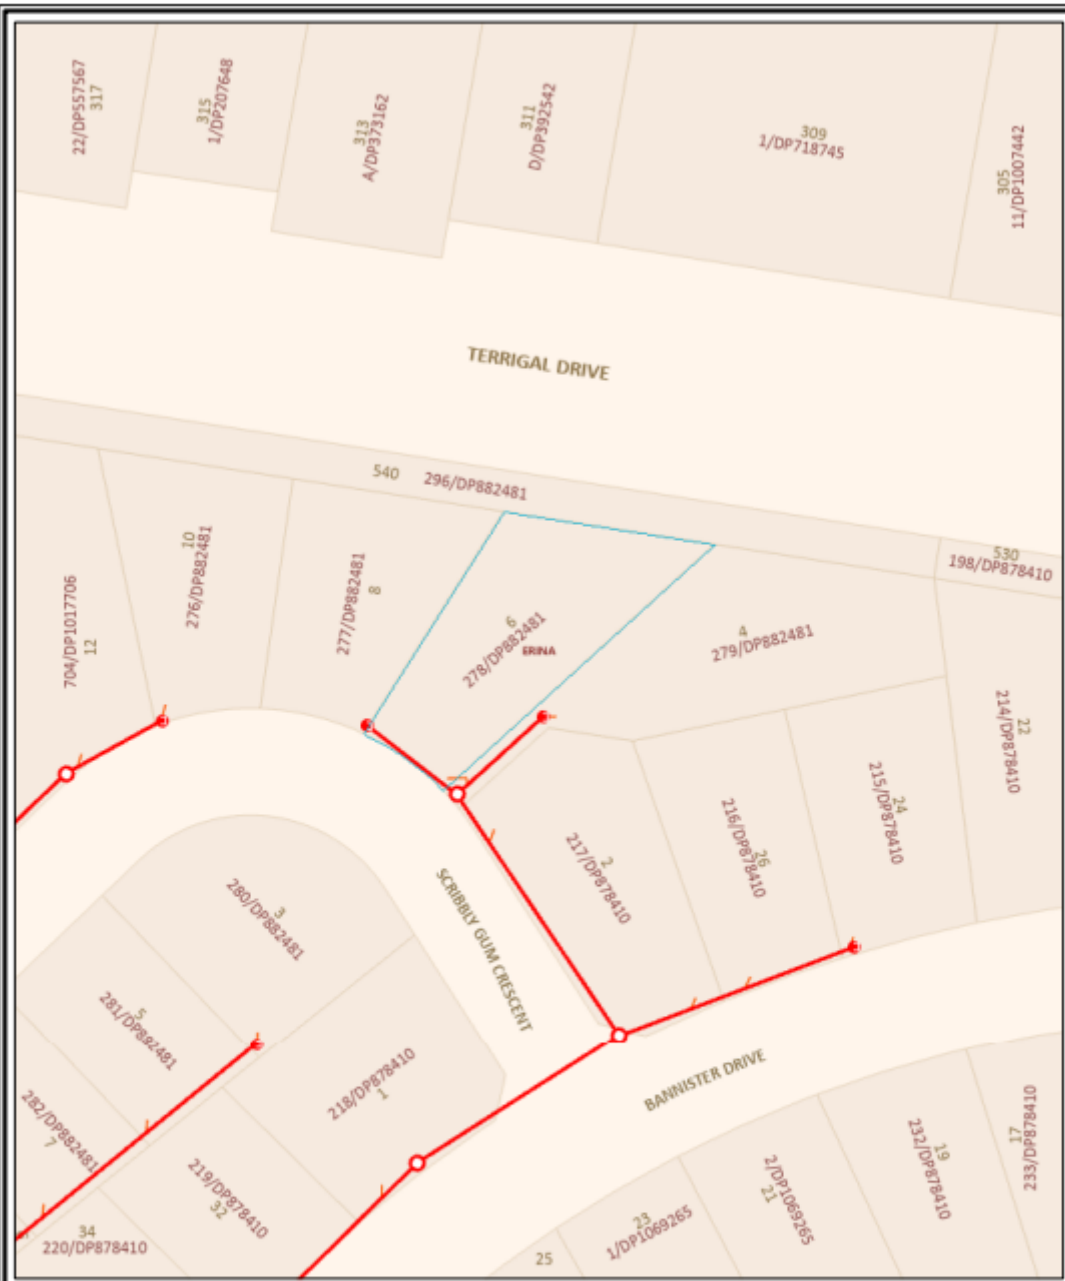 22/DP557567
317
315
1/DP207648
313
A/DP373162
311
D/DP392542
309
1/DP718745
305
11/DP1007442
TERRIGAL DRIVE
540
296/DP882481
530
198/DP878410
704/DP1017706
12
10
276/DP882481
277/DP882481
8
6
278/DP882481
ERINA
4
279/DP882481
22
214/DP878410
24
215/DP878410
26
216/DP878410
2
217/DP878410
SCRIBBLY GUM CRESCENT
3
280/DP882481
5
281/DP882481
282/DP882481
7
218/DP878410
1
BANNISTER DRIVE
219/DP878410
32
34
220/DP878410
17
233/DP878410
19
232/DP878410
2/DP1069265
21
23
1/DP1069265
25